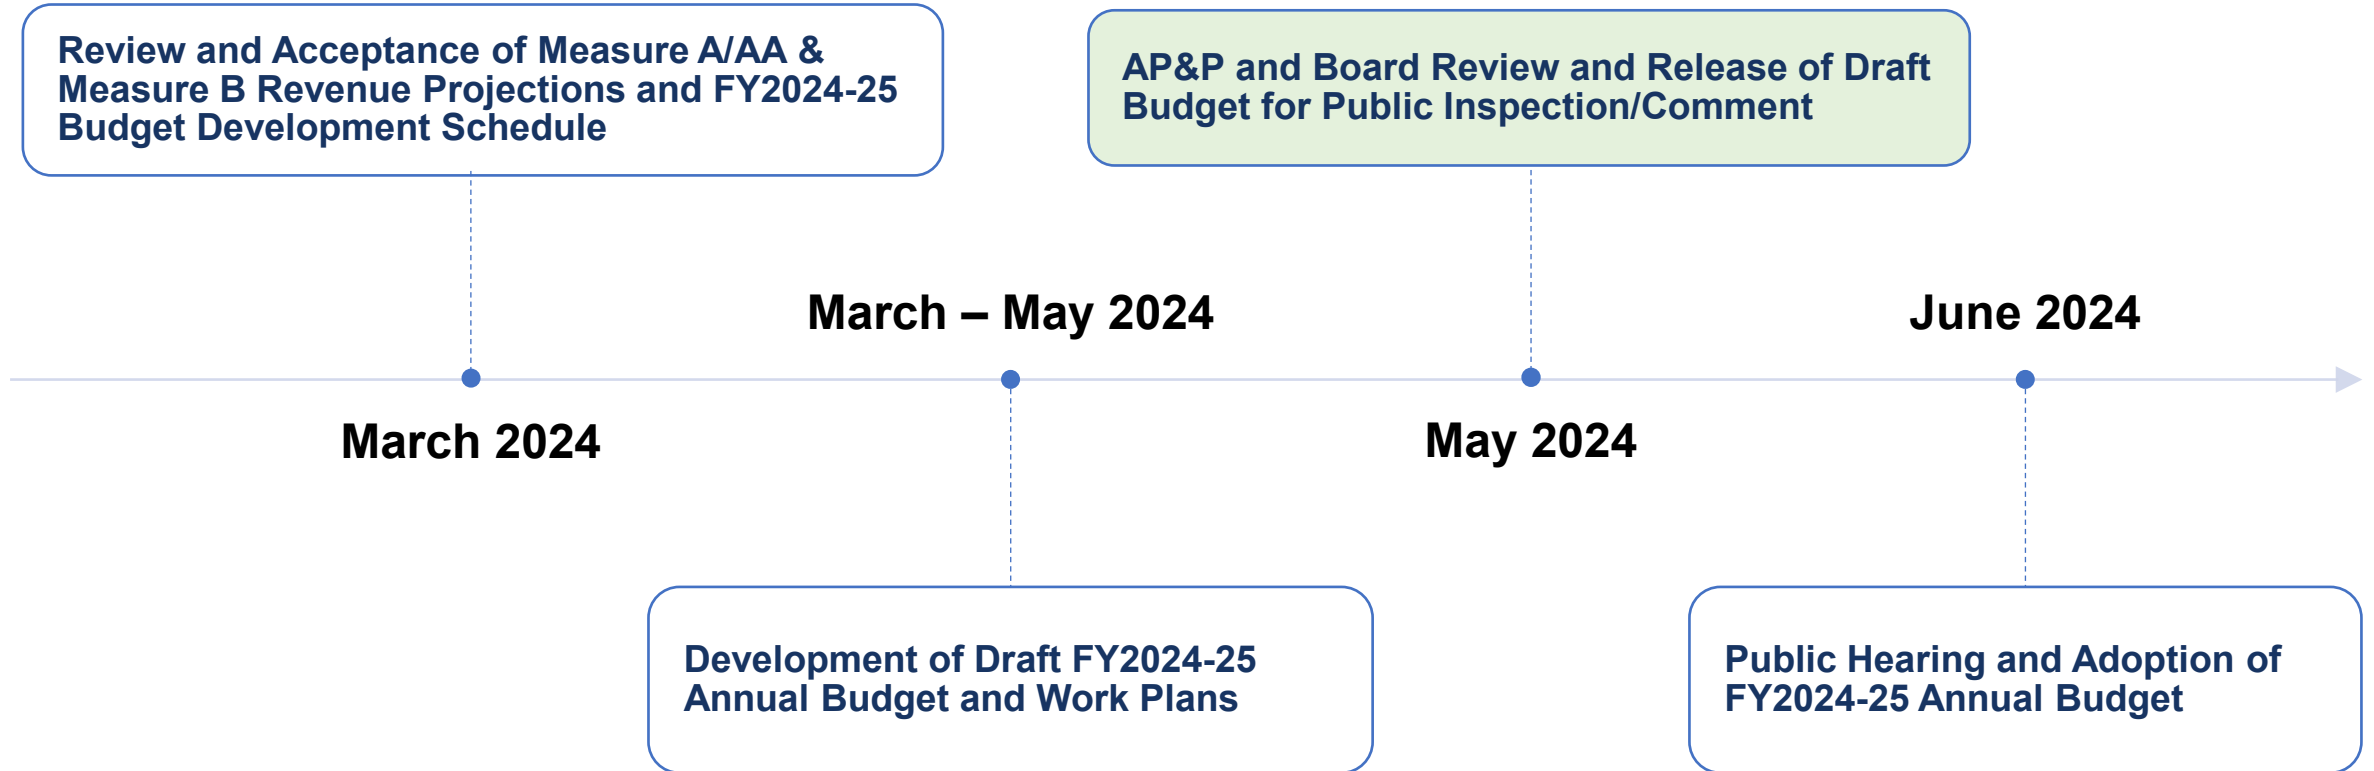 Review and Acceptance of Measure A/AA &
Measure B Revenue Projections and FY2024-25
Budget Development Schedule
AP&P and Board Review and Release of Draft
Budget for Public Inspection/Comment
March – May 2024
June 2024
March 2024
May 2024
Development of Draft FY2024-25
Annual Budget and Work Plans
Public Hearing and Adoption of
FY2024-25 Annual Budget